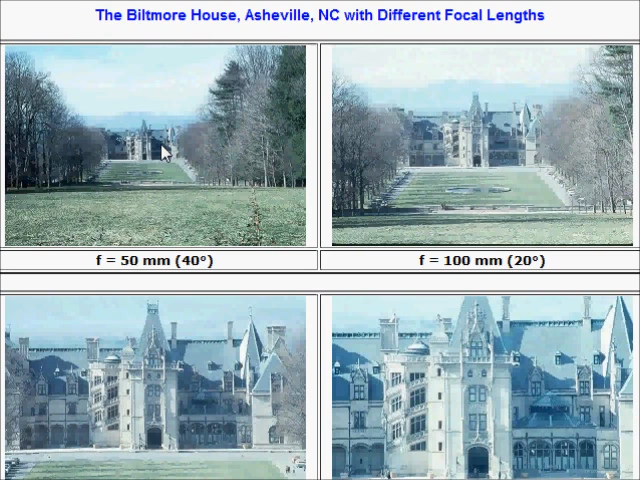 The Biltmore House, Asheville, NC with Different Focal Lengths
f = 50 mm (40°)
f = 100 mm (20°)